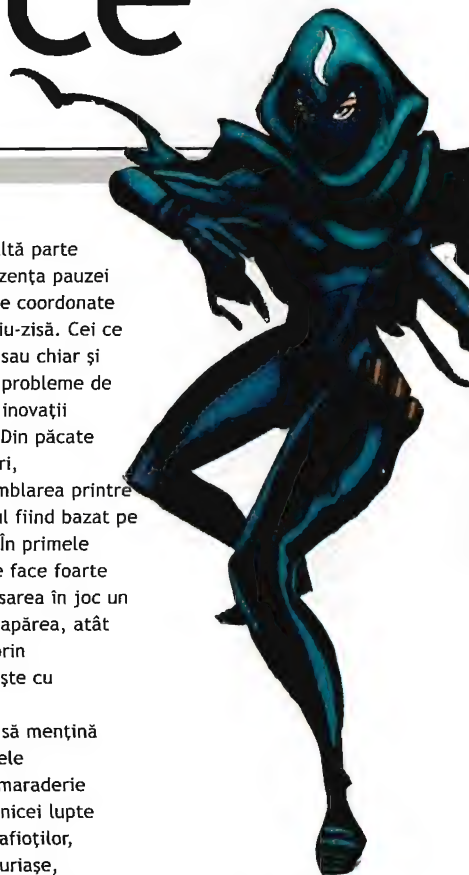 ce
ltă parte
zența pauzei
e coordonate
iu-zisă. Cei ce
sau chiar și
probleme de
inovații
Din păcate
ri,
mblarea printre
ul fiind bazat pe
În primele
e face foarte
sarea în joc un
apărea, atât
prin
ște cu
să mențină
ele
maraderie
nicei lupte
afioților,
uriașe,